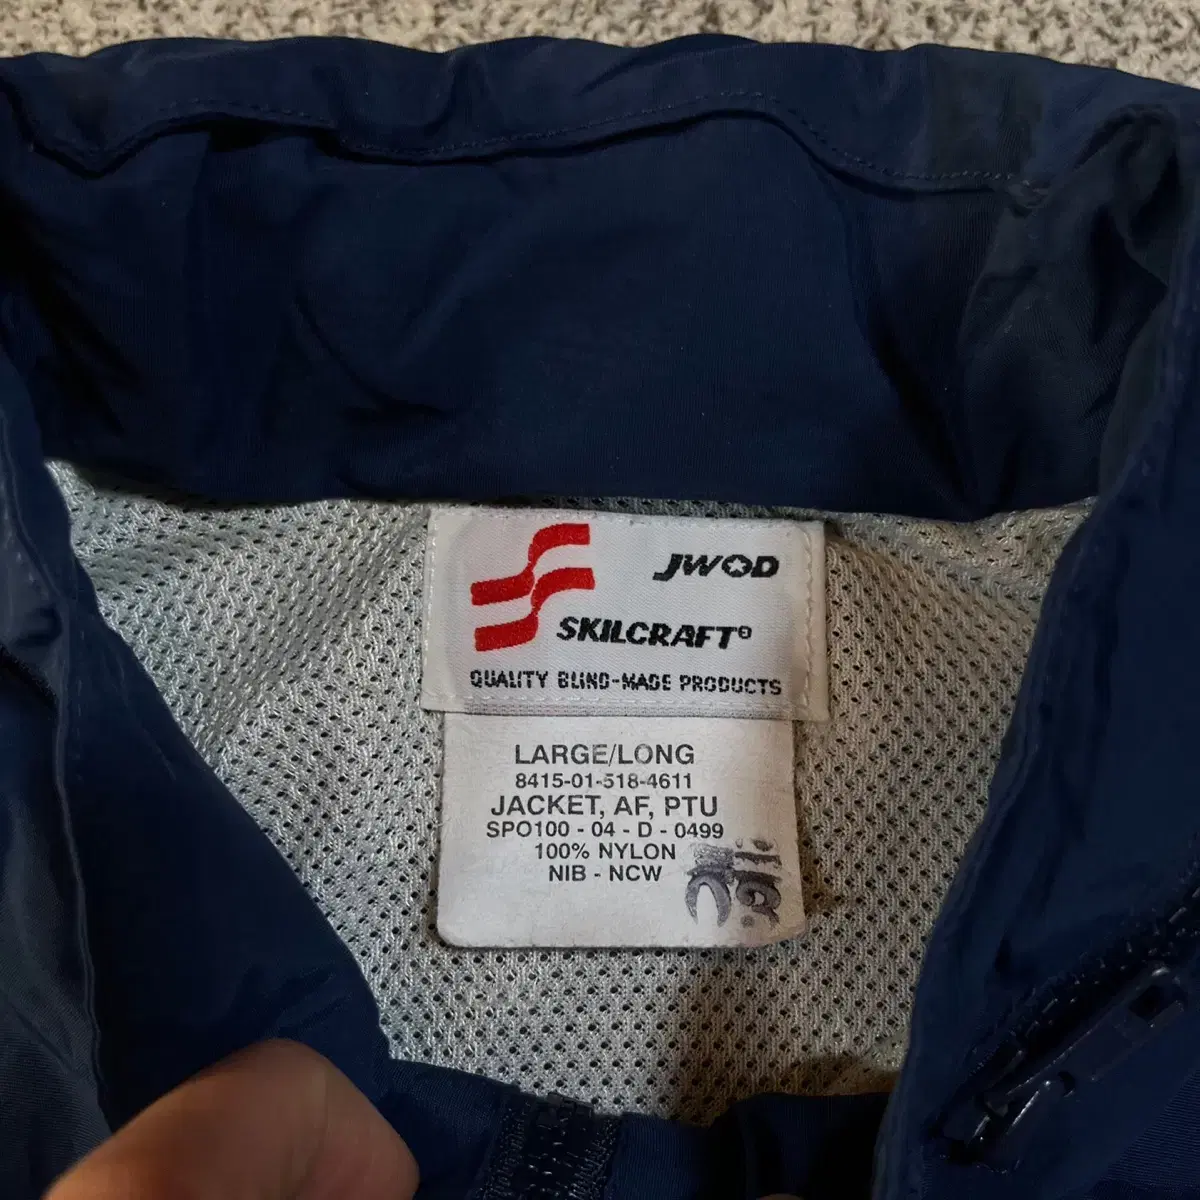 JWOD
SKILCRAFT®
QUALITY BLIND-MADE PRODUCTS
LARGE/LONG
8415-01-518-4611
JACKET, AF, PTU
SPO100 - 04 - D - 0499
100% NYLON
NIB - NCW